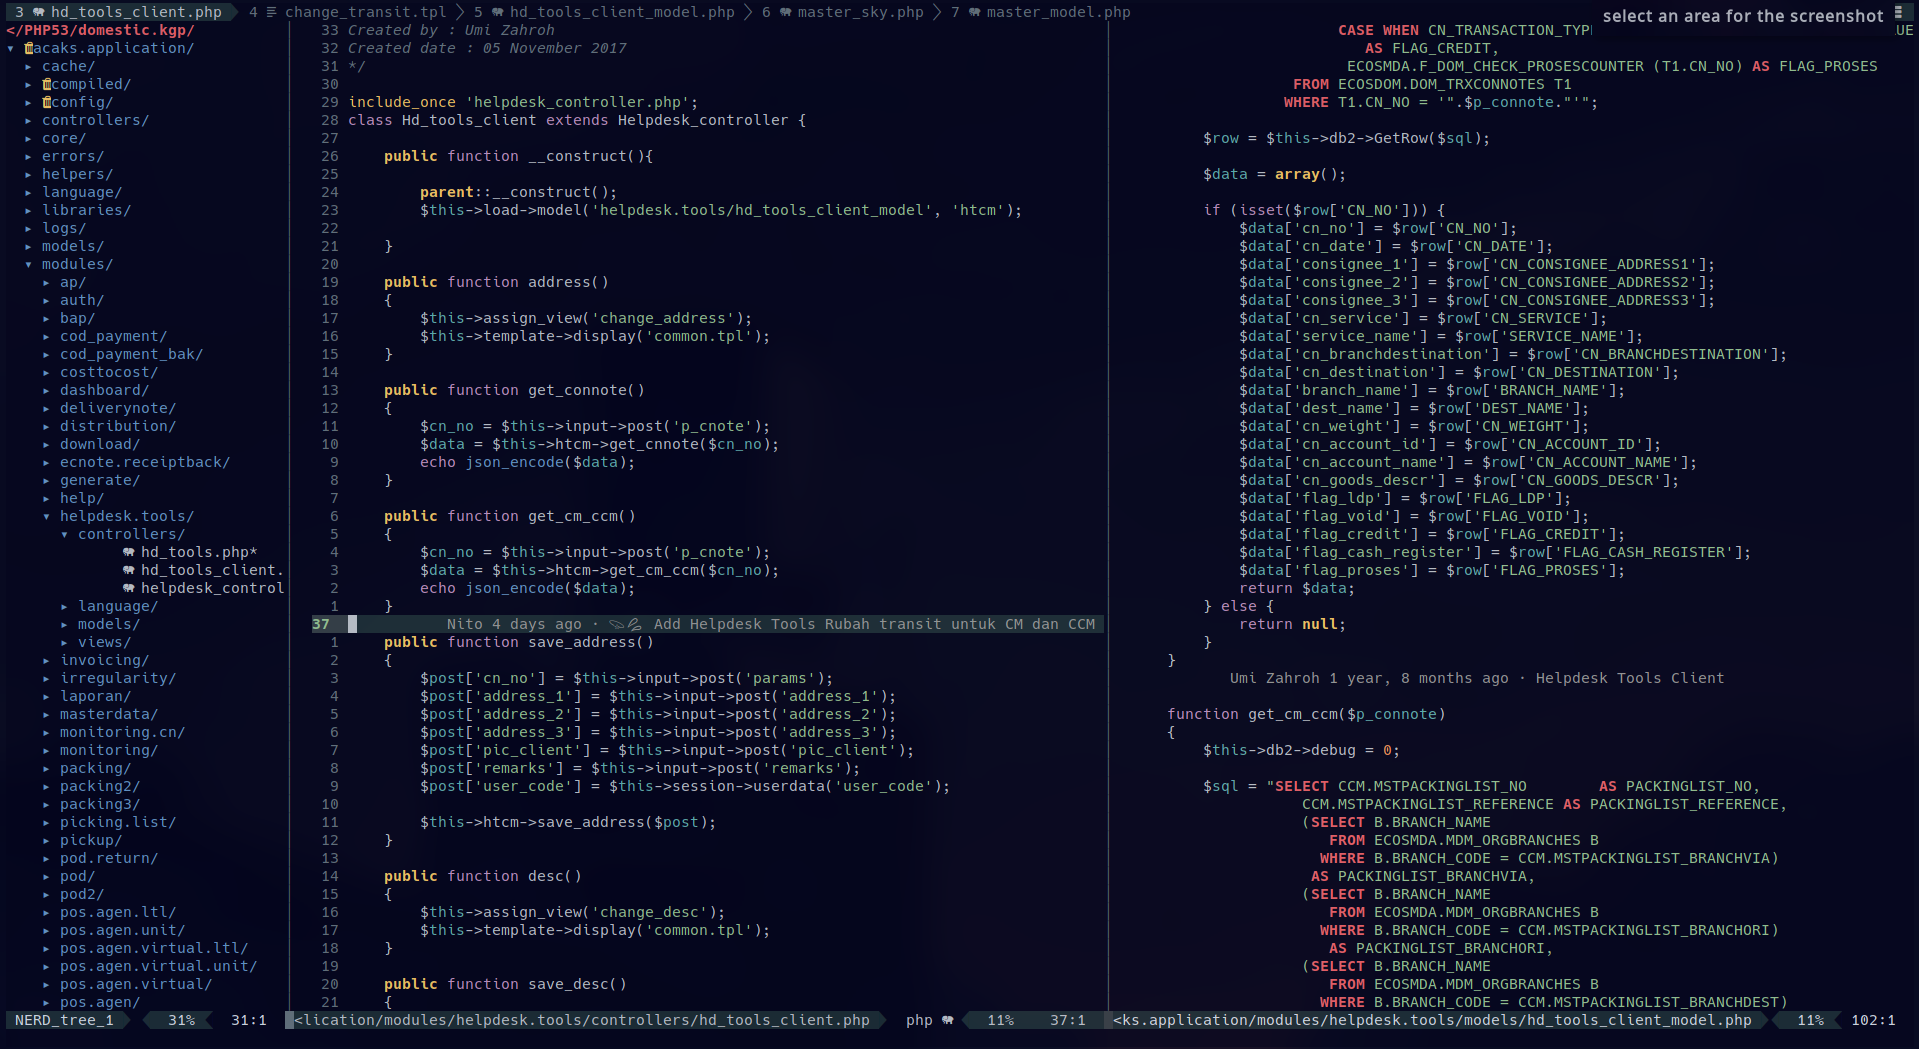 3 hd_tools_client.php 4 change_transit.tpl 5 hd_tools_client_model.php 6 master_sky.php 7 master_model.php
select an area for the screenshot
</PHP53/domestic.kgp/
▾ acaks.application/
▸ cache/
▸ compiled/
▸ config/
▸ controllers/
▸ core/
▸ errors/
▸ helpers/
▸ language/
▸ libraries/
▸ logs/
▸ models/
▾ modules/
▸ ap/
▸ auth/
▸ bap/
▸ cod_payment/
▸ cod_payment_bak/
▸ costtocost/
▸ dashboard/
▸ deliverynote/
▸ distribution/
▸ download/
▸ ecnote.receiptback/
▸ generate/
▸ help/
▾ helpdesk.tools/
▾ controllers/
hd_tools.php*
hd_tools_client.
helpdesk_control
▸ language/
▸ models/
▸ views/
▸ invoicing/
▸ irregularity/
▸ laporan/
▸ masterdata/
▸ monitoring.cn/
▸ monitoring/
▸ packing/
▸ packing2/
▸ packing3/
▸ picking.list/
▸ pickup/
▸ pod.return/
▸ pod/
▸ pod2/
▸ pos.agen.ltl/
▸ pos.agen.unit/
▸ pos.agen.virtual.ltl/
▸ pos.agen.virtual.unit/
▸ pos.agen.virtual/
▸ pos.agen/
33 Created by : Umi Zahroh
32 Created date : 05 November 2017
31 */
30
29 include_once 'helpdesk_controller.php';
28 class Hd_tools_client extends Helpdesk_controller {
27
26     public function __construct(){
25
24         parent::__construct();
23         $this->load->model('helpdesk.tools/hd_tools_client_model', 'htcm');
22
21     }
20
19     public function address()
18     {
17         $this->assign_view('change_address');
16         $this->template->display('common.tpl');
15     }
14
13     public function get_connote()
12     {
11         $cn_no = $this->input->post('p_cnote');
10         $data = $this->htcm->get_cnnote($cn_no);
9         echo json_encode($data);
8     }
7
6     public function get_cm_ccm()
5     {
4         $cn_no = $this->input->post('p_cnote');
3         $data = $this->htcm->get_cm_ccm($cn_no);
2         echo json_encode($data);
1     }
37 Nito 4 days ago · Add Helpdesk Tools Rubah transit untuk CM dan CCM
1     public function save_address()
2     {
3         $post['cn_no'] = $this->input->post('params');
4         $post['address_1'] = $this->input->post('address_1');
5         $post['address_2'] = $this->input->post('address_2');
6         $post['address_3'] = $this->input->post('address_3');
7         $post['pic_client'] = $this->input->post('pic_client');
8         $post['remarks'] = $this->input->post('remarks');
9         $post['user_code'] = $this->session->userdata('user_code');
10
11         $this->htcm->save_address($post);
12     }
13
14     public function desc()
15     {
16         $this->assign_view('change_desc');
17         $this->template->display('common.tpl');
18     }
19
20     public function save_desc()
21     {
CASE WHEN CN_TRANSACTION_TYP UE
AS FLAG_CREDIT,
ECOSMDA.F_DOM_CHECK_PROSESCOUNTER (T1.CN_NO) AS FLAG_PROSES
FROM ECOSDOM.DOM_TRXCONNOTES T1
WHERE T1.CN_NO = '".$p_connote."'";
$row = $this->db2->GetRow($sql);
$data = array();
if (isset($row['CN_NO'])) {
$data['cn_no'] = $row['CN_NO'];
$data['cn_date'] = $row['CN_DATE'];
$data['consignee_1'] = $row['CN_CONSIGNEE_ADDRESS1'];
$data['consignee_2'] = $row['CN_CONSIGNEE_ADDRESS2'];
$data['consignee_3'] = $row['CN_CONSIGNEE_ADDRESS3'];
$data['cn_service'] = $row['CN_SERVICE'];
$data['service_name'] = $row['SERVICE_NAME'];
$data['cn_branchdestination'] = $row['CN_BRANCHDESTINATION'];
$data['cn_destination'] = $row['CN_DESTINATION'];
$data['branch_name'] = $row['BRANCH_NAME'];
$data['dest_name'] = $row['DEST_NAME'];
$data['cn_weight'] = $row['CN_WEIGHT'];
$data['cn_account_id'] = $row['CN_ACCOUNT_ID'];
$data['cn_account_name'] = $row['CN_ACCOUNT_NAME'];
$data['cn_goods_descr'] = $row['CN_GOODS_DESCR'];
$data['flag_ldp'] = $row['FLAG_LDP'];
$data['flag_void'] = $row['FLAG_VOID'];
$data['flag_credit'] = $row['FLAG_CREDIT'];
$data['flag_cash_register'] = $row['FLAG_CASH_REGISTER'];
$data['flag_proses'] = $row['FLAG_PROSES'];
return $data;
} else {
return null;
}
}
Umi Zahroh 1 year, 8 months ago · Helpdesk Tools Client
function get_cm_ccm($p_connote)
{
$this->db2->debug = 0;
$sql = "SELECT CCM.MSTPACKINGLIST_NO        AS PACKINGLIST_NO,
CCM.MSTPACKINGLIST_REFERENCE AS PACKINGLIST_REFERENCE,
(SELECT B.BRANCH_NAME
FROM ECOSMDA.MDM_ORGBRANCHES B
WHERE B.BRANCH_CODE = CCM.MSTPACKINGLIST_BRANCHVIA)
AS PACKINGLIST_BRANCHVIA,
(SELECT B.BRANCH_NAME
FROM ECOSMDA.MDM_ORGBRANCHES B
WHERE B.BRANCH_CODE = CCM.MSTPACKINGLIST_BRANCHORI)
AS PACKINGLIST_BRANCHORI,
(SELECT B.BRANCH_NAME
FROM ECOSMDA.MDM_ORGBRANCHES B
WHERE B.BRANCH_CODE = CCM.MSTPACKINGLIST_BRANCHDEST)
NERD_tree_1 31% 31:1 <lication/modules/helpdesk.tools/controllers/hd_tools_client.php php 11% 37:1 <ks.application/modules/helpdesk.tools/models/hd_tools_client_model.php 11% 102:1